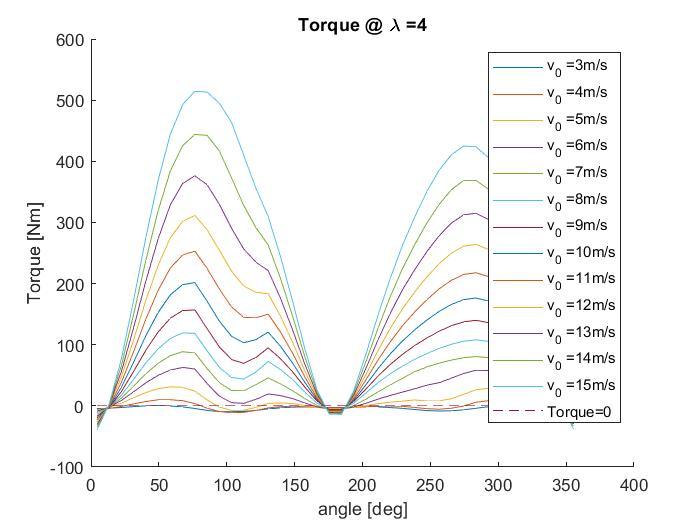 Torque @ λ =4
600
500
400
300
200
100
0
-100
Torque [Nm]
0 50 100 150 200 250 300 350 400
angle [deg]
v0 =3m/s
v0 =4m/s
v0 =5m/s
v0 =6m/s
v0 =7m/s
v0 =8m/s
v0 =9m/s
v0 =10m/s
v0 =11m/s
v0 =12m/s
v0 =13m/s
v0 =14m/s
v0 =15m/s
Torque=0